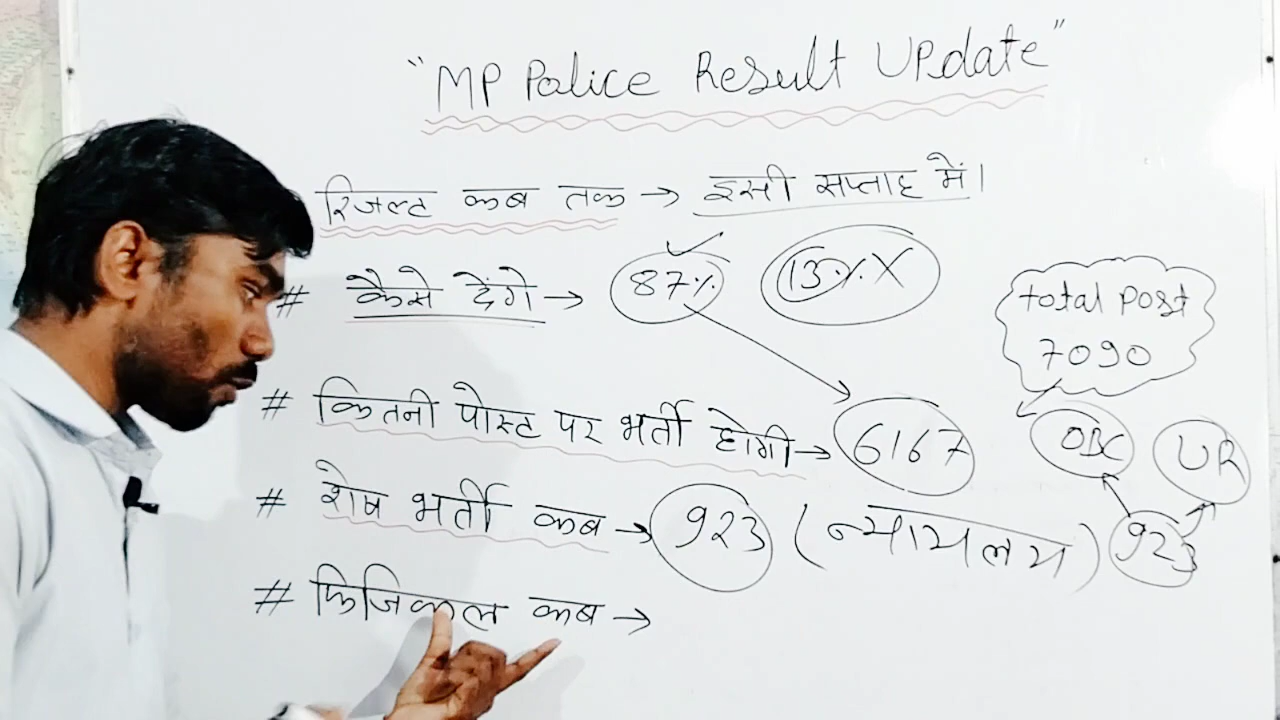 "MP Police Result UPdate"
रिजल्ट कब तक → इसी सप्ताह में।
# कैसे देंगे → 87% 13% X
total post
7090
# कितनी पोस्ट पर भर्ती होगी → 6167
OBC UR
# शेष भर्ती कब → 923 (न्यायलय) 923
# फिजिकल कब →